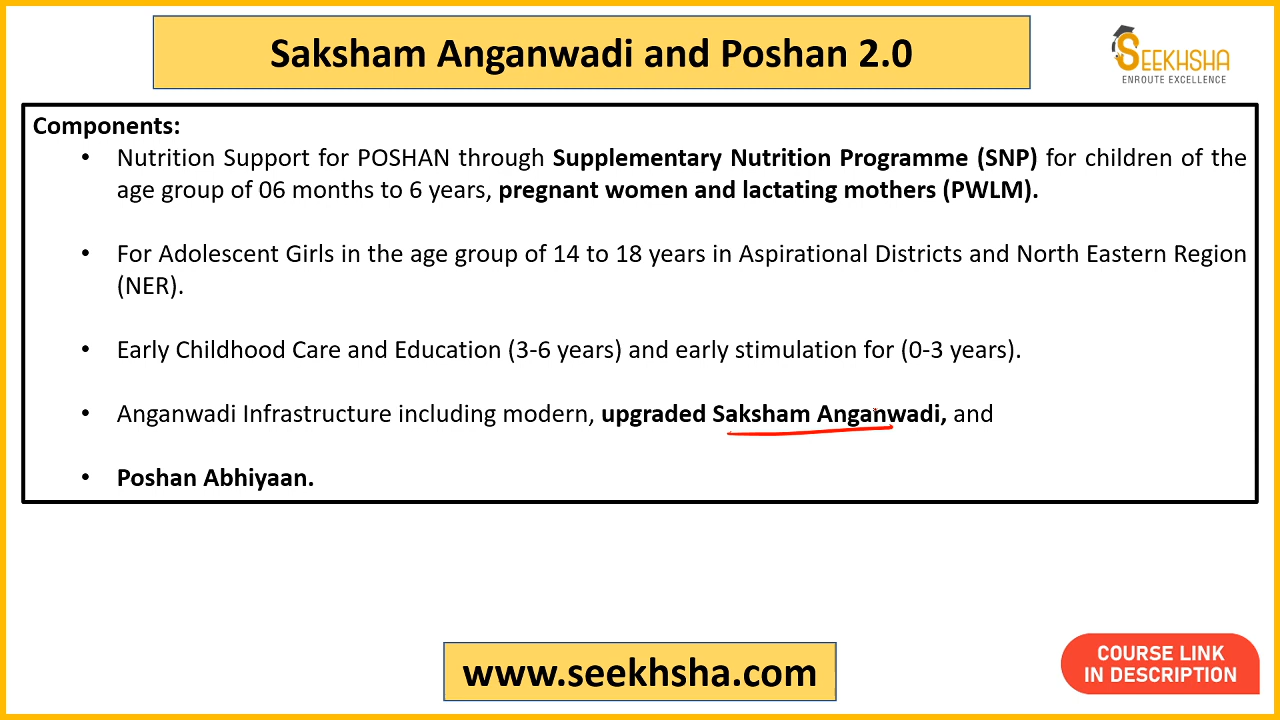 Saksham Anganwadi and Poshan 2.0
SEEKHSHA
ENROUTE EXCELLENCE
Components:
• Nutrition Support for POSHAN through Supplementary Nutrition Programme (SNP) for children of the
age group of 06 months to 6 years, pregnant women and lactating mothers (PWLM).
• For Adolescent Girls in the age group of 14 to 18 years in Aspirational Districts and North Eastern Region
(NER).
• Early Childhood Care and Education (3-6 years) and early stimulation for (0-3 years).
• Anganwadi Infrastructure including modern, upgraded Saksham Anganwadi, and
• Poshan Abhiyaan.
www.seekhsha.com
COURSE LINK
IN DESCRIPTION